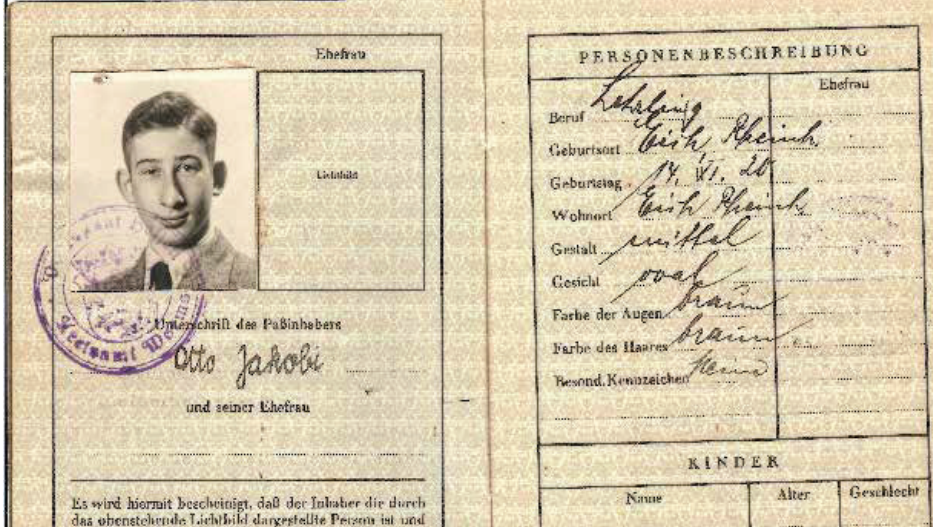 Ehefrau
Lichtbild
Kreisamt
Unterschrift des Paßinhabers
Otto Jakobi
und seiner Ehefrau
Es wird hiermit bescheinigt, daß der Inhaber die durch
das obenstehende Lichtbild dargestellte Person ist und
PERSONENBESCHREIBUNG
Ehefrau
Beruf Lehrling
Geburtsort Eich Rheinh.
Geburtstag 14. VI. 20
Wohnort Eich Rheinh
Gestalt mittel
Gesicht oval
Farbe der Augen braun
Farbe des Haares braun
Besond. Kennzeichen
KINDER
Name Alter Geschlecht